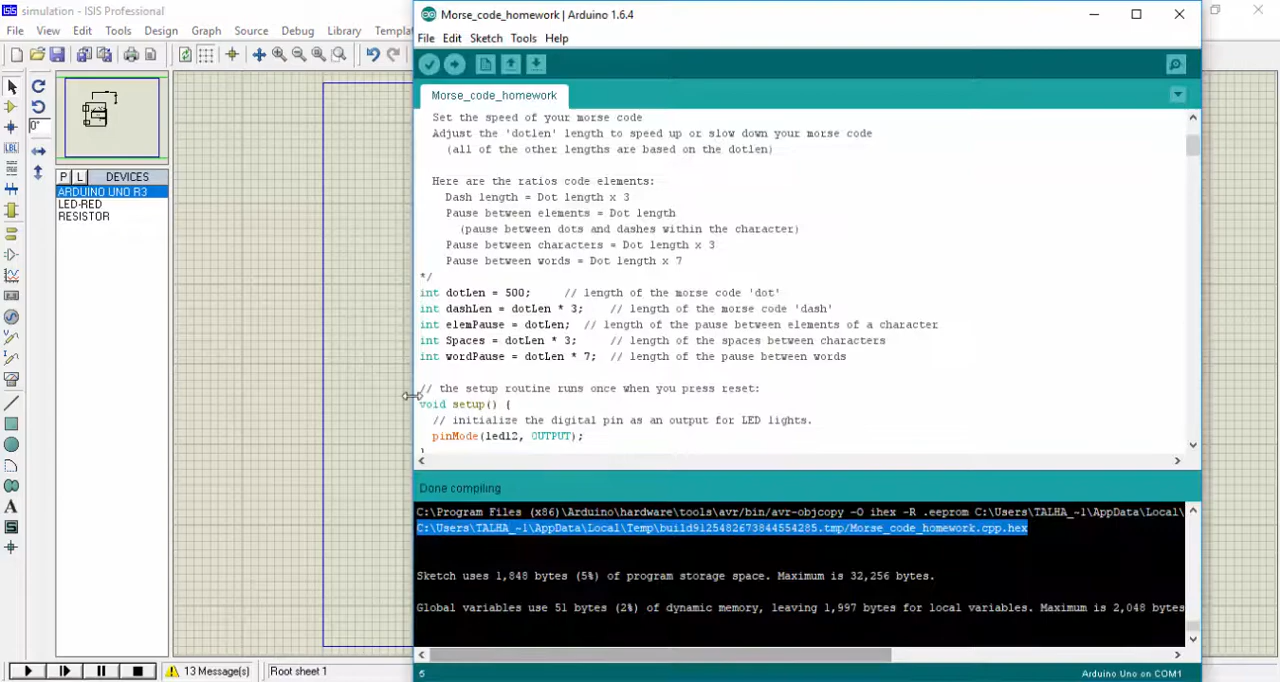 simulation - ISIS Professional
File View Edit Tools Design Graph Source Debug Library Templa
0°
P L DEVICES
ARDUINO UNO R3
LED-RED
RESISTOR
LBL
A
S
13 Message(s) Root sheet 1
Morse_code_homework | Arduino 1.6.4
File Edit Sketch Tools Help
Morse_code_homework
Set the speed of your morse code
Adjust the 'dotlen' length to speed up or slow down your morse code
(all of the other lengths are based on the dotlen)
Here are the ratios code elements:
Dash length = Dot length x 3
Pause between elements = Dot length
(pause between dots and dashes within the character)
Pause between characters = Dot length x 3
Pause between words = Dot length x 7
*/
int dotLen = 500; // length of the morse code 'dot'
int dashLen = dotLen * 3; // length of the morse code 'dash'
int elemPause = dotLen; // length of the pause between elements of a character
int Spaces = dotLen * 3; // length of the spaces between characters
int wordPause = dotLen * 7; // length of the pause between words
// the setup routine runs once when you press reset:
void setup() {
// initialize the digital pin as an output for LED lights.
pinMode(led12, OUTPUT);
Done compiling
C:\Program Files (x86)\Arduino\hardware\tools\avr/bin/avr-objcopy -O ihex -R .eeprom C:\Users\TALHA_~1\AppData\Local\
C:\Users\TALHA_~1\AppData\Local\Temp\build9125482673844554285.tmp/Morse_code_homework.cpp.hex
Sketch uses 1,848 bytes (5%) of program storage space. Maximum is 32,256 bytes.
Global variables use 51 bytes (2%) of dynamic memory, leaving 1,997 bytes for local variables. Maximum is 2,048 bytes
Arduino Uno on COM1